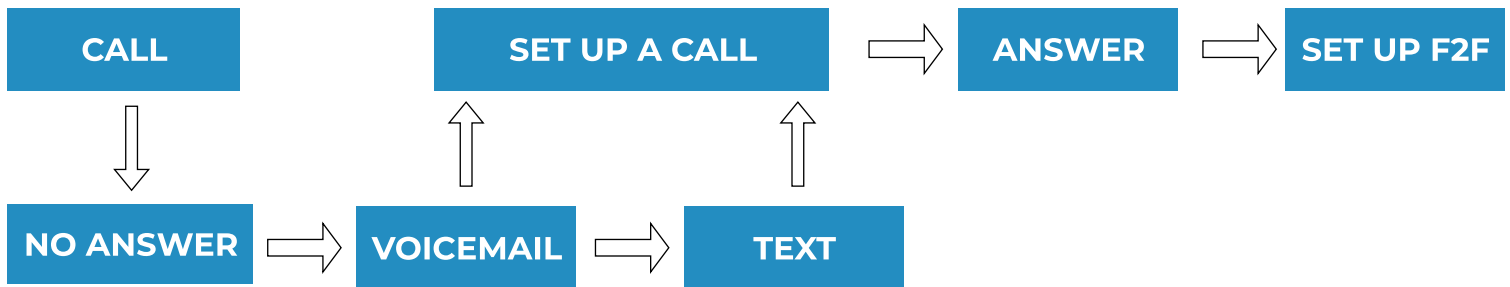 CALL
SET UP A CALL
ANSWER
SET UP F2F
NO ANSWER
VOICEMAIL
TEXT